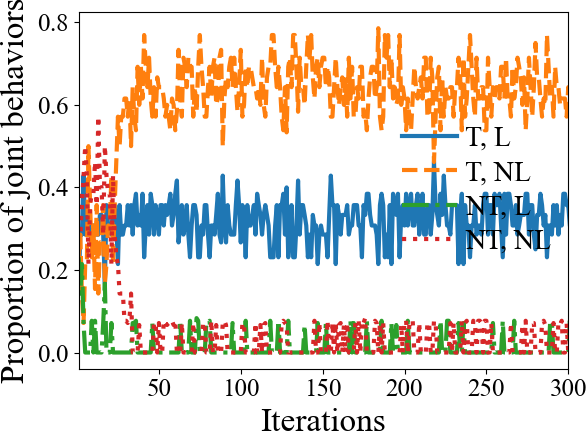 Proportion of joint behaviors
0.8
0.6
0.4
0.2
0.0
T, L
T, NL
NT, L
NT, NL
50
100
150
200
250
300
Iterations